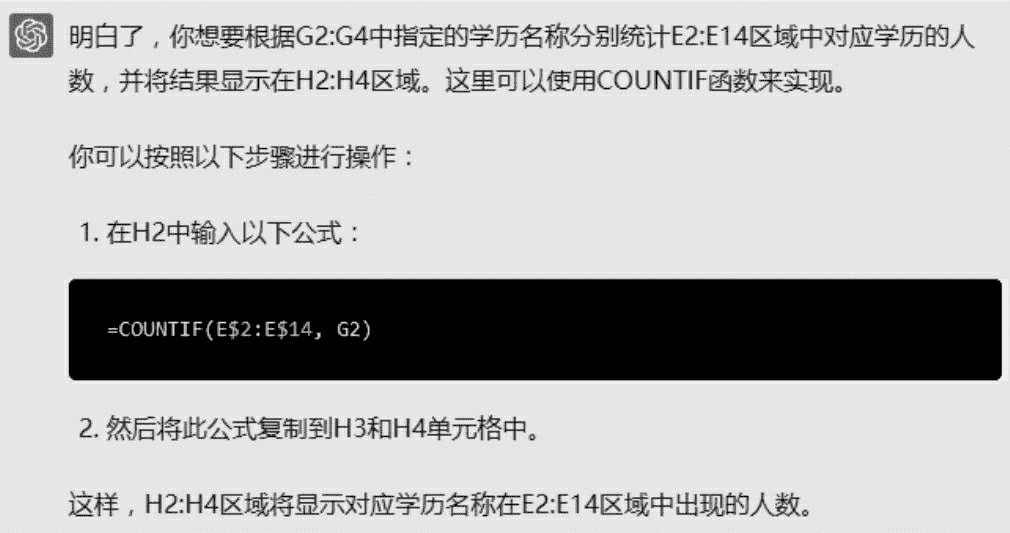 明白了，你想要根据G2:G4中指定的学历名称分别统计E2:E14区域中对应学历的人
数，并将结果显示在H2:H4区域。这里可以使用COUNTIF函数来实现。
你可以按照以下步骤进行操作：
1. 在H2中输入以下公式：
=COUNTIF(E$2:E$14, G2)
2. 然后将此公式复制到H3和H4单元格中。
这样，H2:H4区域将显示对应学历名称在E2:E14区域中出现的人数。